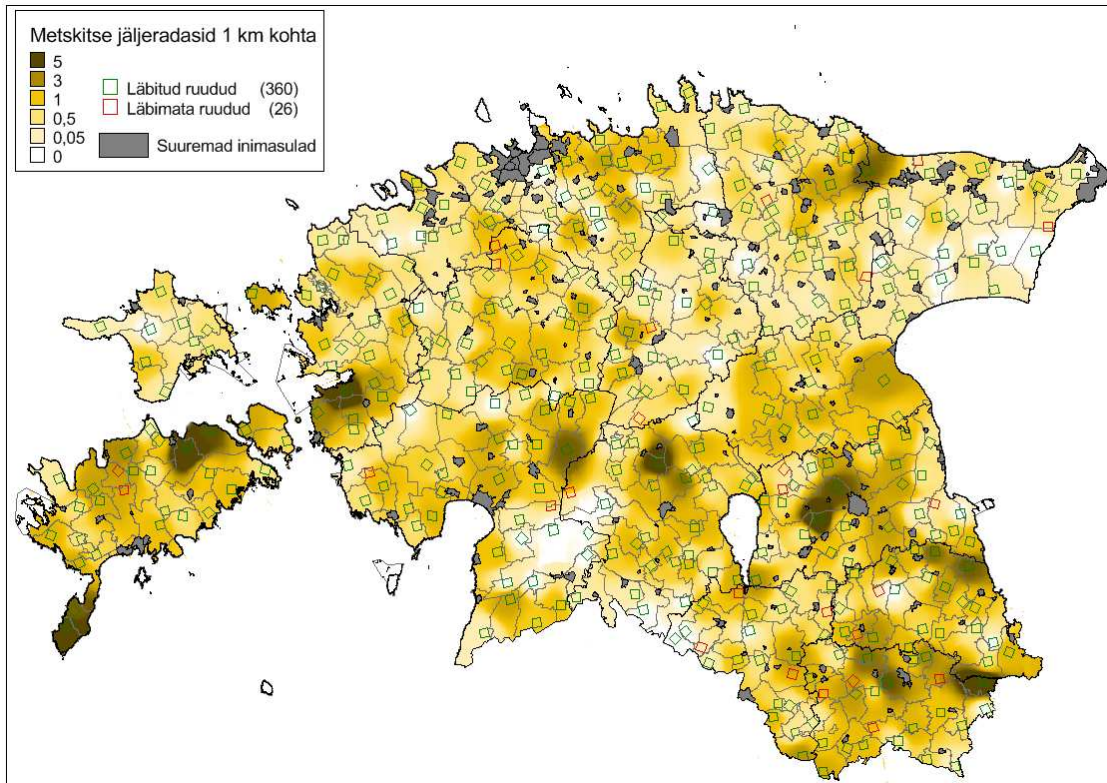 Metskitse jäljeradasid 1 km kohta
5
3
1
0,5
0,05
0
Läbitud ruudud (360)
Läbimata ruudud (26)
Suuremad inimasulad